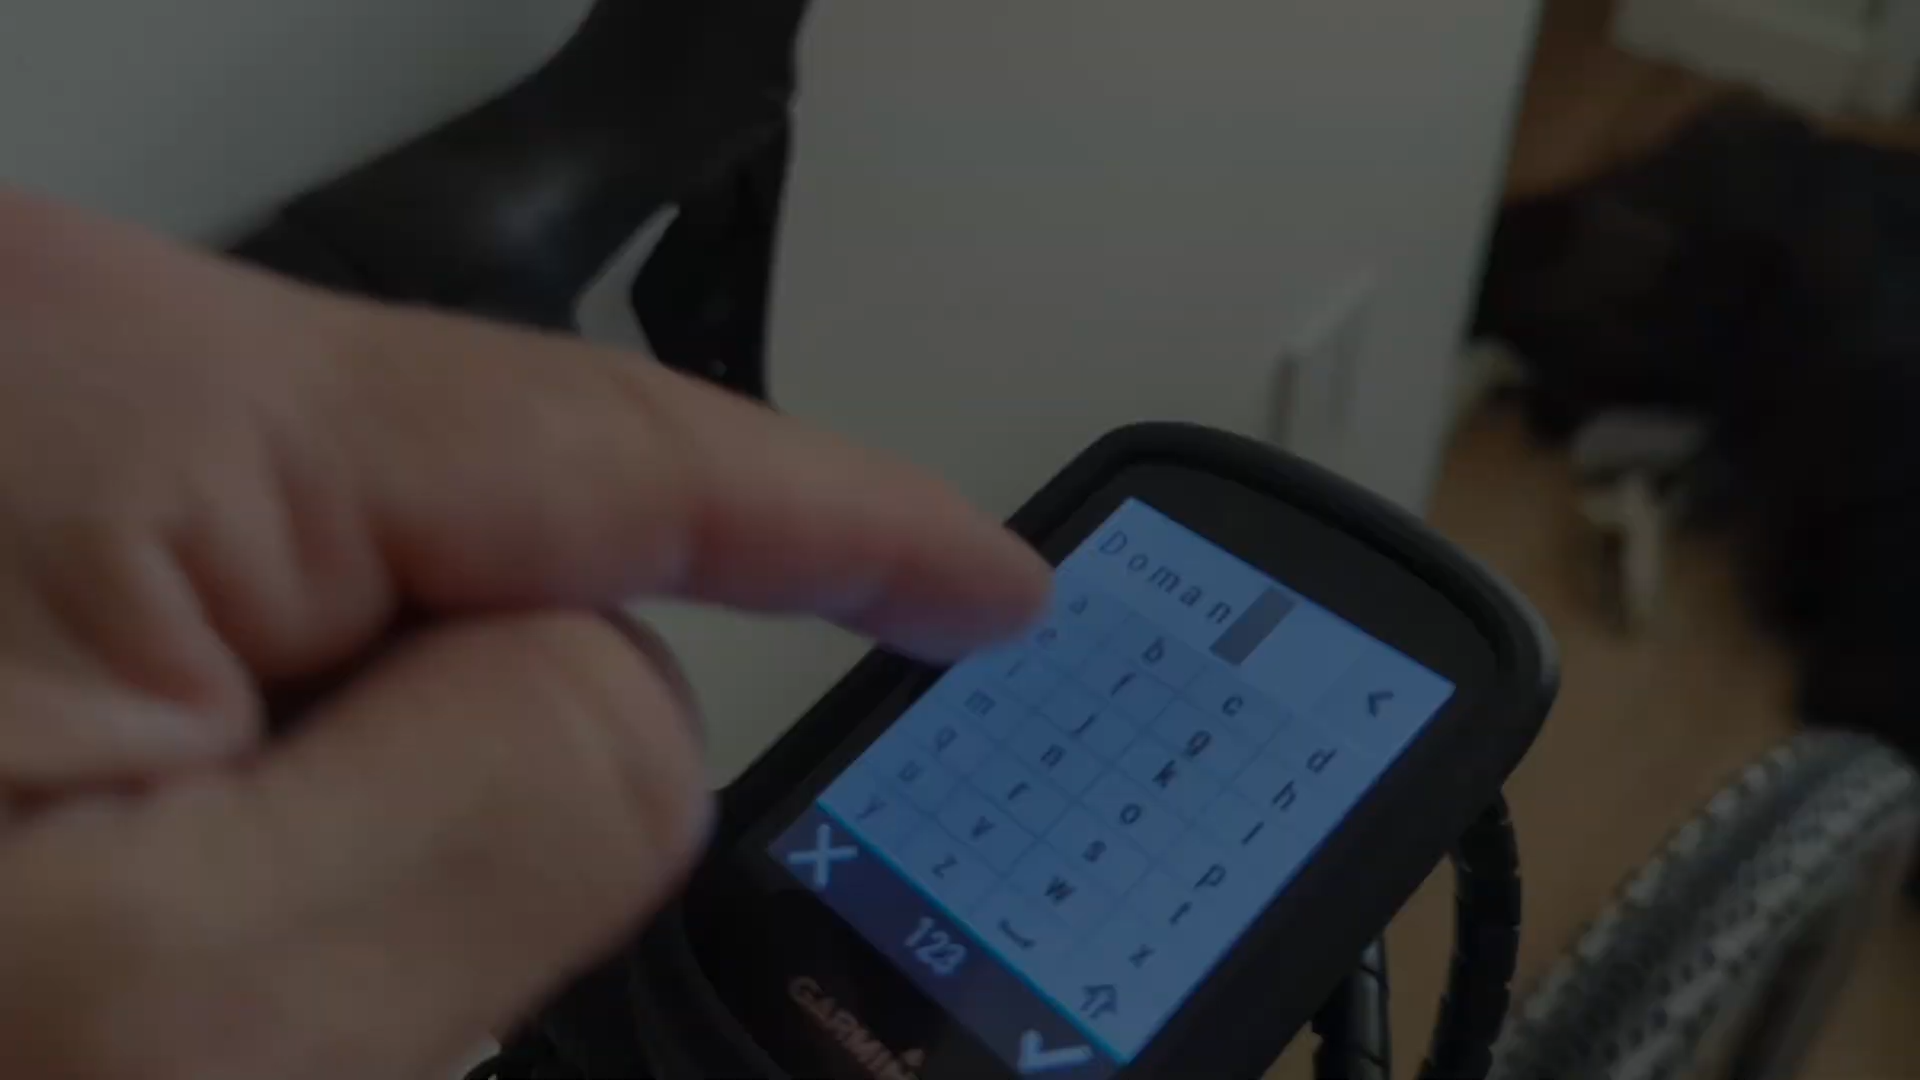 Doman
<
a b c d
e f g h
i j k l
m n o p
q r s t
u v w x
y z
123
GARMIN